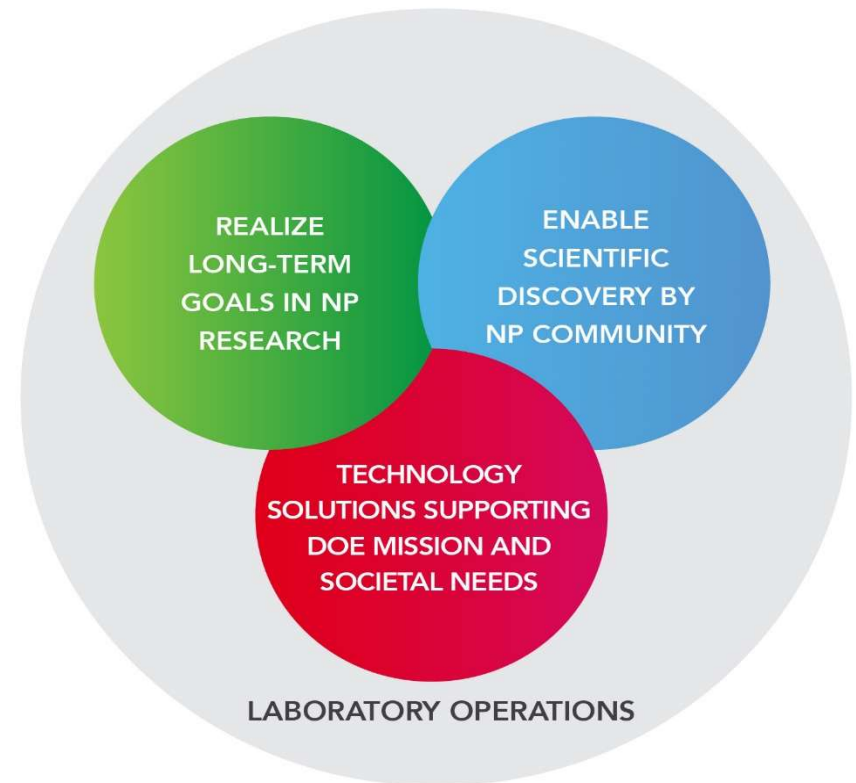 REALIZE
LONG-TERM
GOALS IN NP
RESEARCH
ENABLE
SCIENTIFIC
DISCOVERY BY
NP COMMUNITY
TECHNOLOGY
SOLUTIONS SUPPORTING
DOE MISSION AND
SOCIETAL NEEDS
LABORATORY OPERATIONS